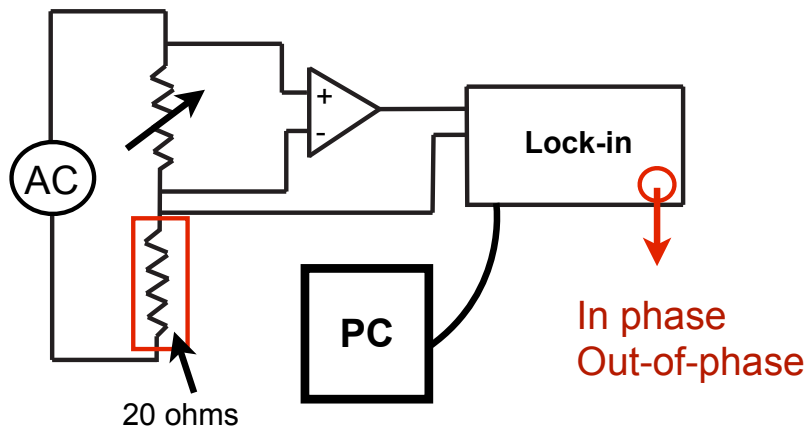 +
-
Lock-in
AC
PC
In phase
Out-of-phase
20 ohms